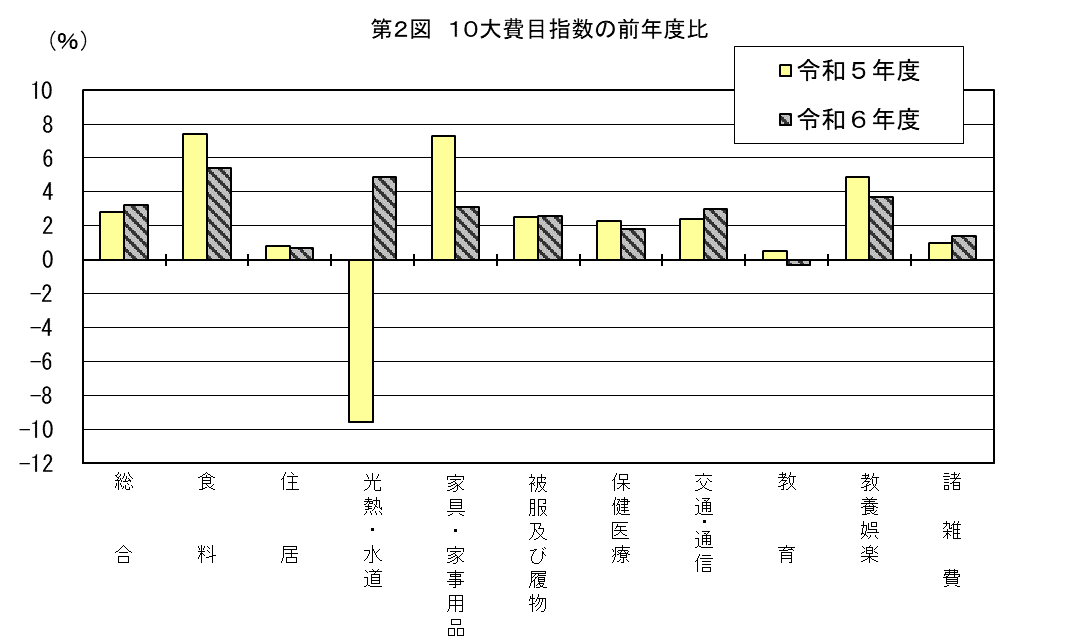 第２図　１０大費目指数の前年度比
（％）
令和５年度
令和６年度
10
8
6
4
2
0
−2
−4
−6
−8
−10
−12
総合
食料
住居
光熱・水道
家具・家事用品
被服及び履物
保健医療
交通・通信
教育
教養娯楽
諸雑費